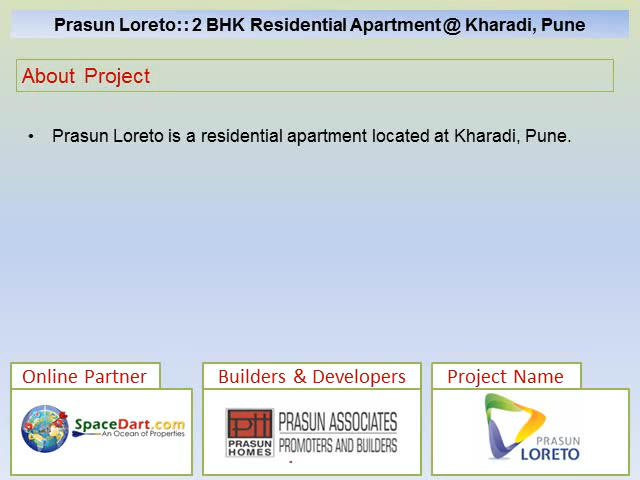 Prasun Loreto:: 2 BHK Residential Apartment @ Kharadi, Pune
About Project
• Prasun Loreto is a residential apartment located at Kharadi, Pune.
Online Partner
Builders & Developers
Project Name
SpaceDart.com
An Ocean of Properties
PRASUN HOMES
PRASUN ASSOCIATES
PROMOTERS AND BUILDERS
PRASUN
LORETO